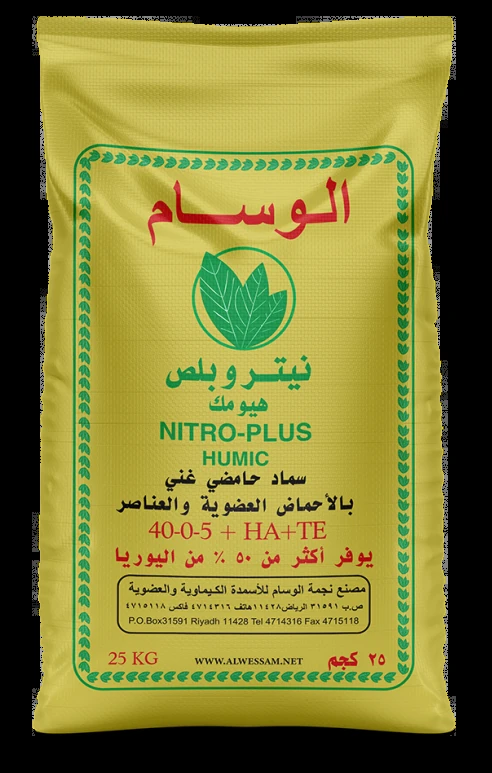 الوسام
نيتروبلص
هيومك
NITRO-PLUS
HUMIC
سماد حامضي غني
بالأحماض العضوية والعناصر
40-0-5 + HA+TE
يوفر أكثر من ٥٠ ٪ من اليوريا
مصنع نجمة الوسام للأسمدة الكيماوية والعضوية
ص.ب ٣١٥٩١ الرياض ١١٤٢٨ هاتف ٤٧١٤٣١٦ فاكس ٤٧١٥١١٨
P.O.Box31591 Riyadh 11428 Tel 4714316 Fax 4715118
25 KG WWW.ALWESSAM.NET ٢٥ كجم